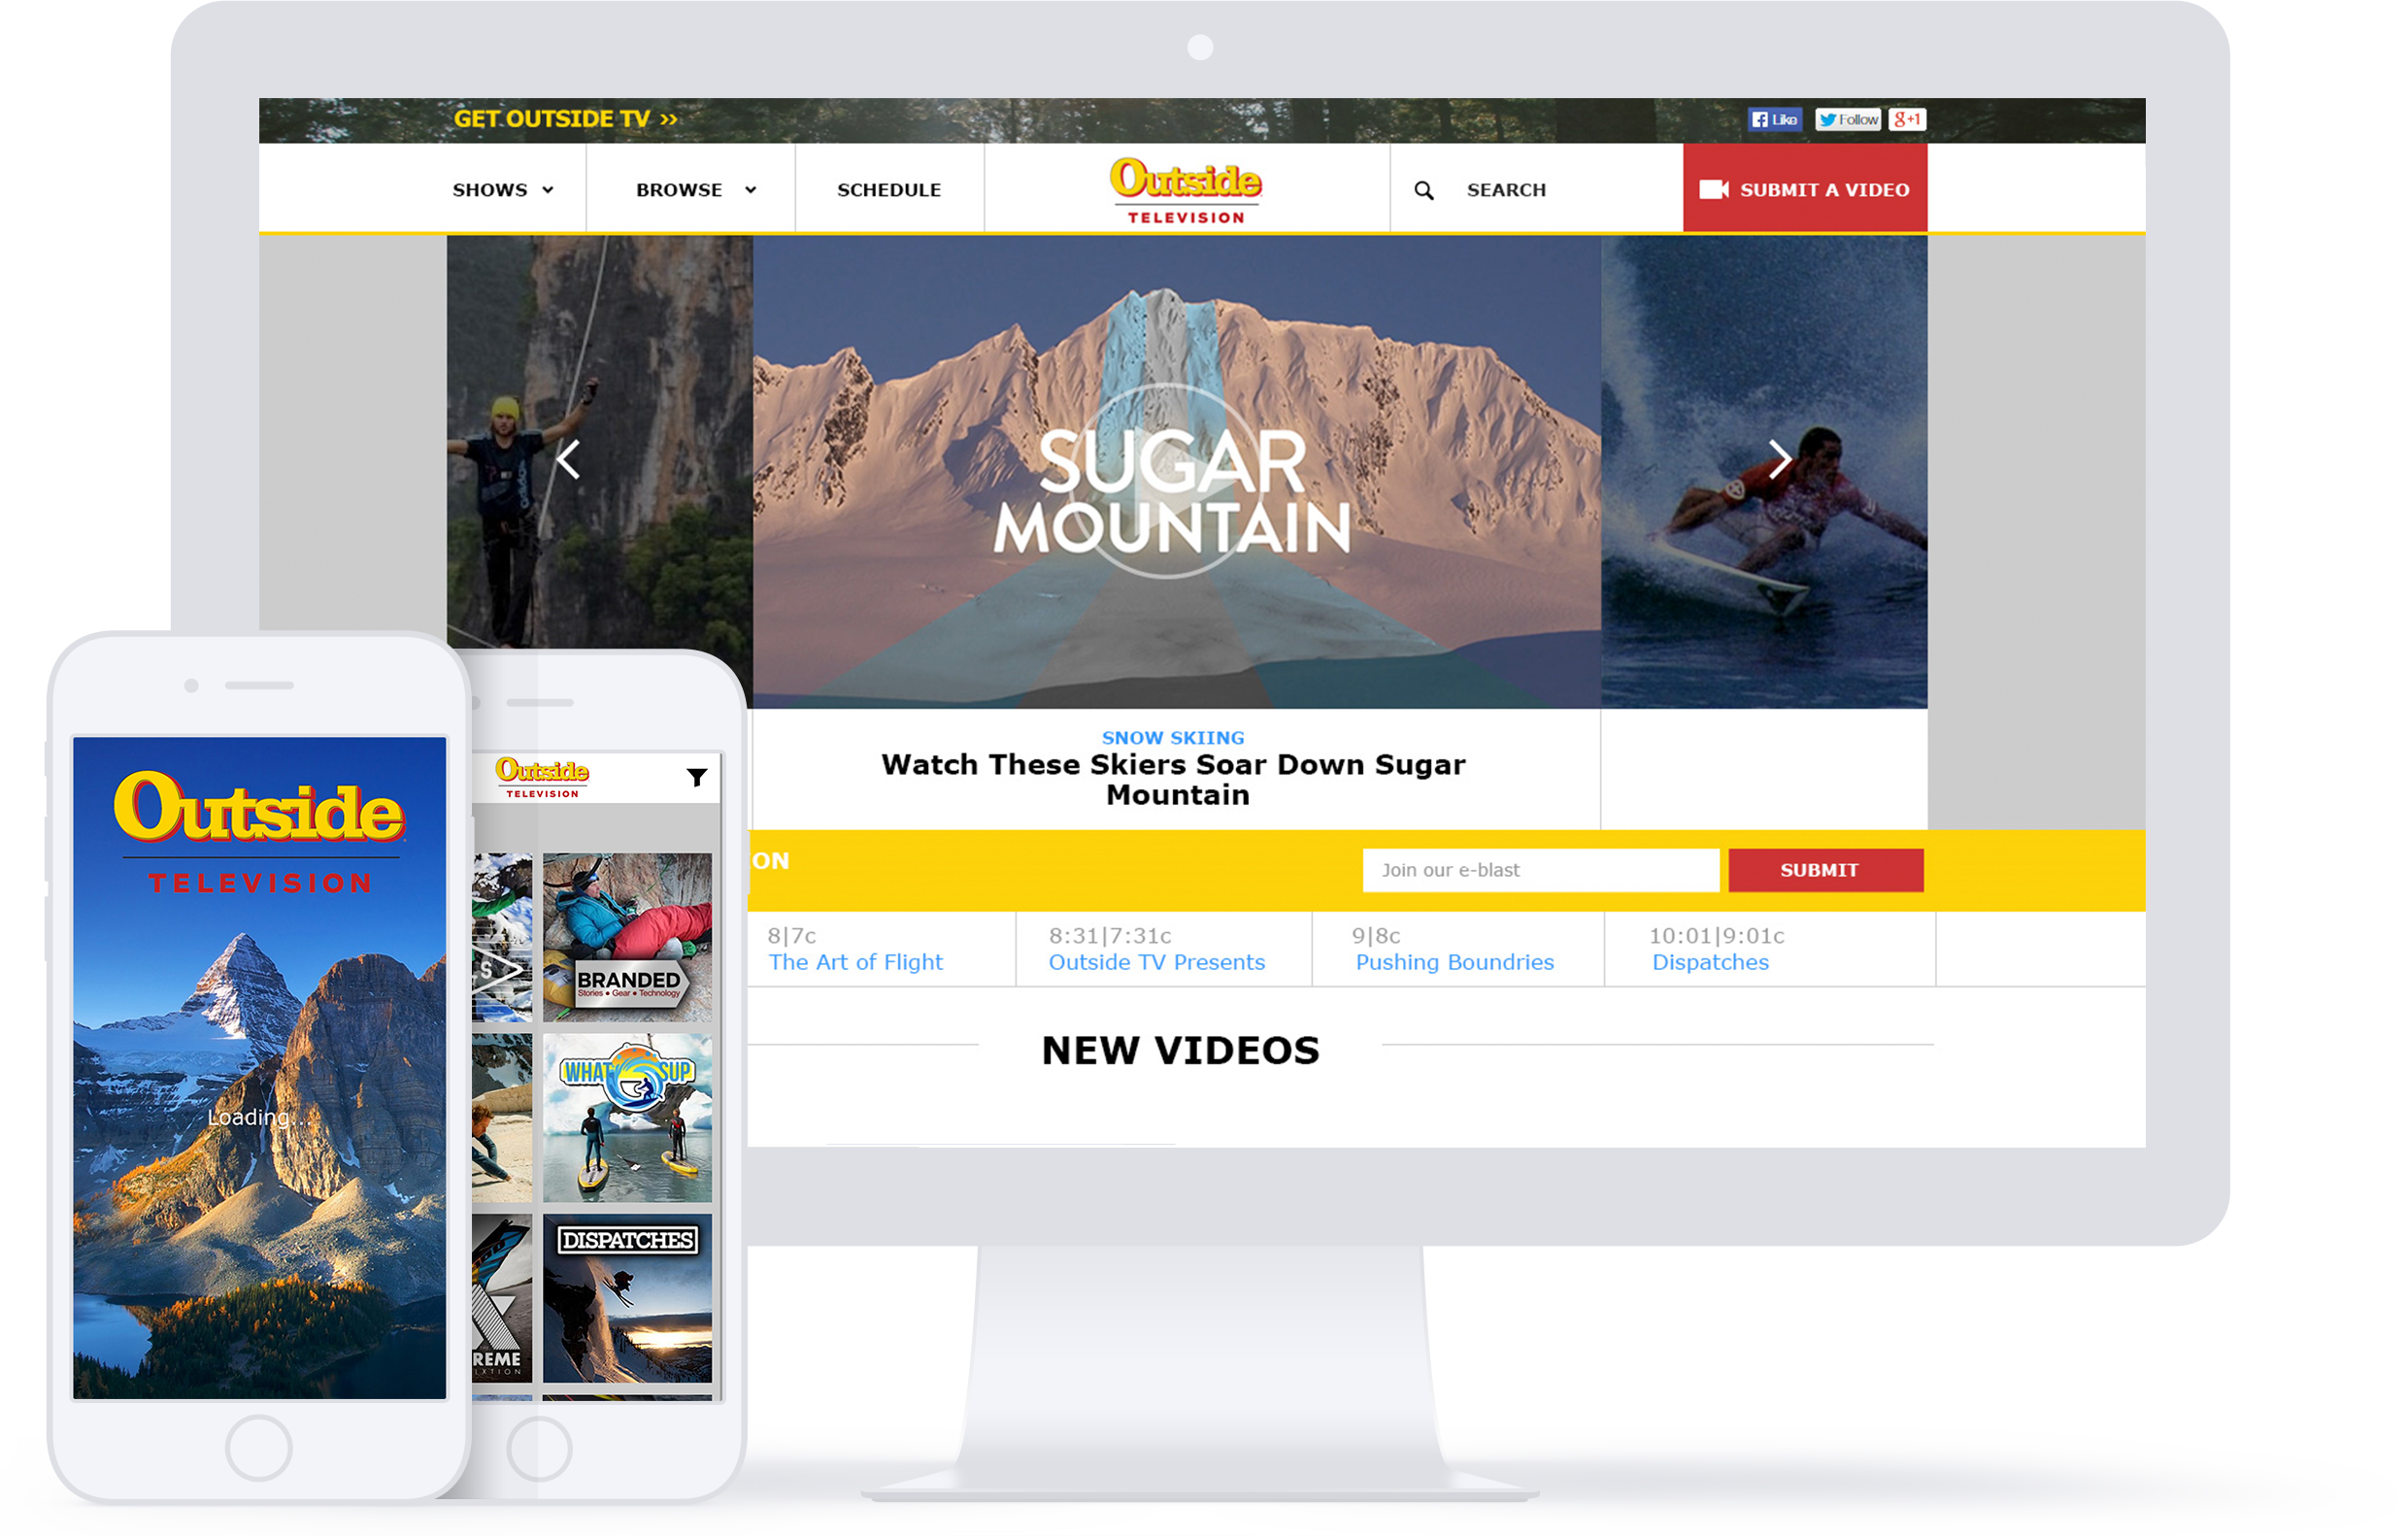 GET OUTSIDE TV >>
Like
Follow
g+1
SHOWS
BROWSE
SCHEDULE
Outside
TELEVISION
SEARCH
SUBMIT A VIDEO
SUGAR
MOUNTAIN
adidas
SNOW SKIING
Watch These Skiers Soar Down Sugar
Mountain
ON
Join our e-blast
SUBMIT
8|7c
The Art of Flight
8:31|7:31c
Outside TV Presents
9|8c
Pushing Boundries
10:01|9:01c
Dispatches
NEW VIDEOS
Outside
TELEVISION
Loading...
Outside
TELEVISION
LS
BRANDED
Stories • Gear • Technology
WHAT SUP
DISPATCHES
X
REME
IXTION